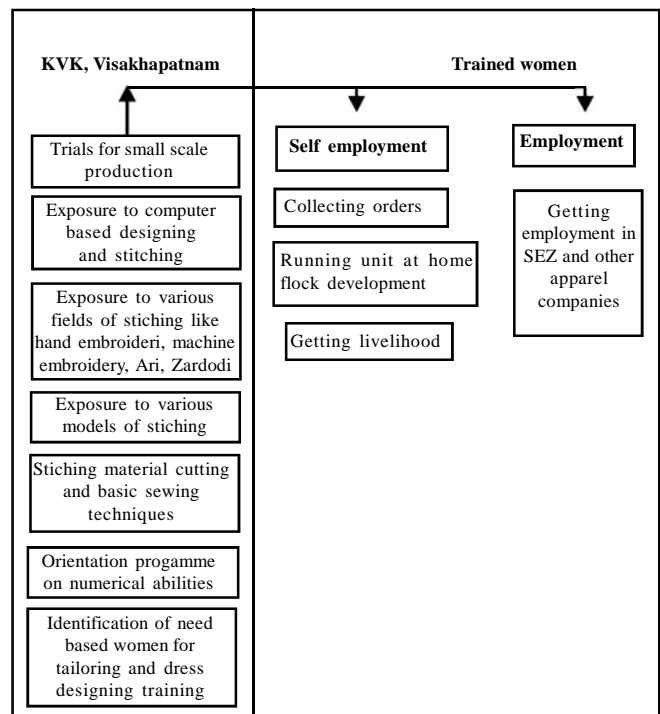 KVK, Visakhapatnam
Trials for small scale
production
Exposure to computer
based designing
and stitching
Exposure to various
fields of stiching like
hand embroideri, machine
embroidery, Ari, Zardodi
Exposure to various
models of stiching
Stiching material cutting
and basic sewing
techniques
Orientation progamme
on numerical abilities
Identification of need
based women for
tailoring and dress
designing training
Trained women
Self employment
Collecting orders
Running unit at home
flock development
Getting livelihood
Employment
Getting
employment in
SEZ and other
apparel
companies